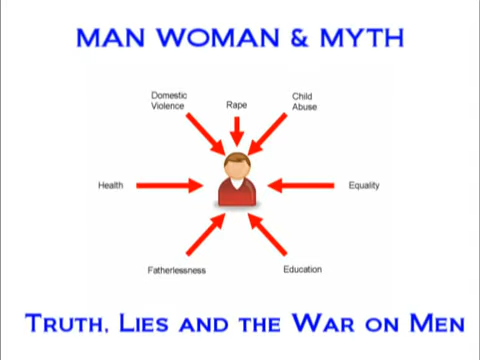 MAN WOMAN & MYTH
Domestic
Violence
Rape
Child
Abuse
Health
Equality
Fatherlessness
Education
TRUTH, LIES AND THE WAR ON MEN